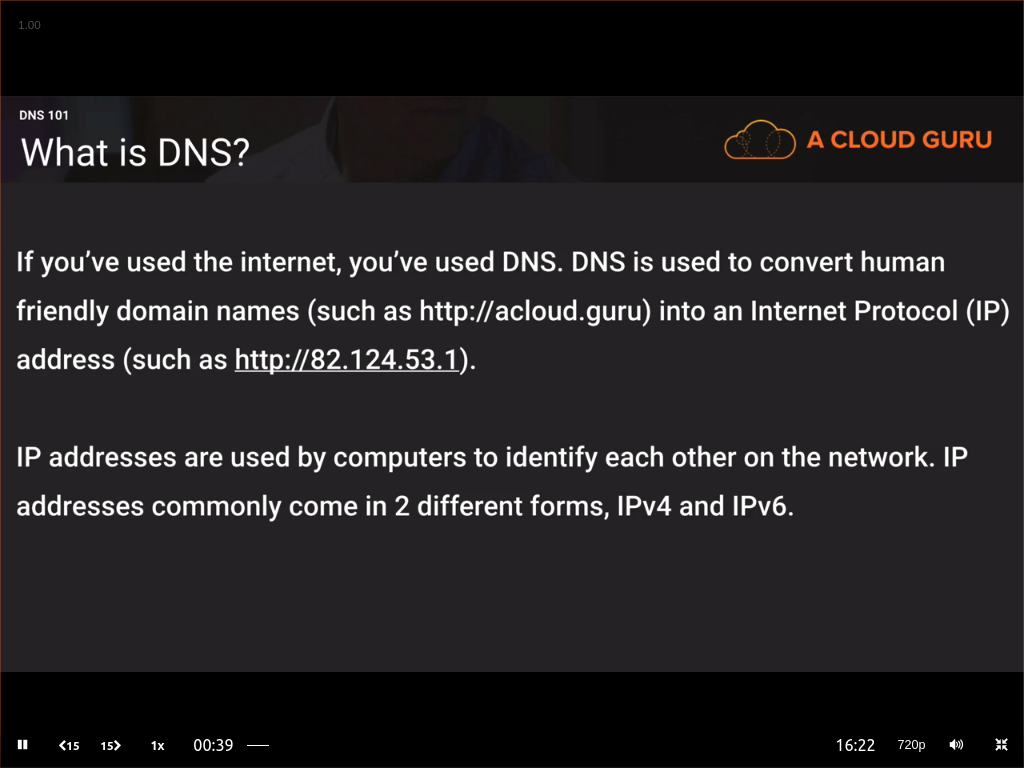 1.00
DNS 101
What is DNS?
A CLOUD GURU
If you’ve used the internet, you’ve used DNS. DNS is used to convert human
friendly domain names (such as http://acloud.guru) into an Internet Protocol (IP)
address (such as http://82.124.53.1).
IP addresses are used by computers to identify each other on the network. IP
addresses commonly come in 2 different forms, IPv4 and IPv6.
15 15 1x 00:39 16:22 720p